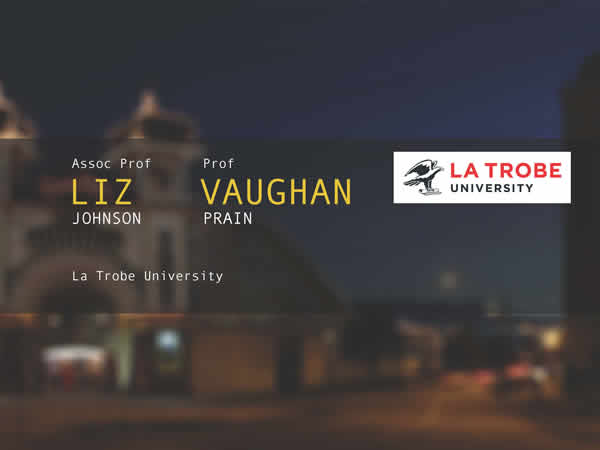 Assoc Prof
LIZ
JOHNSON
Prof
VAUGHAN
PRAIN
La Trobe University
LA TROBE
UNIVERSITY